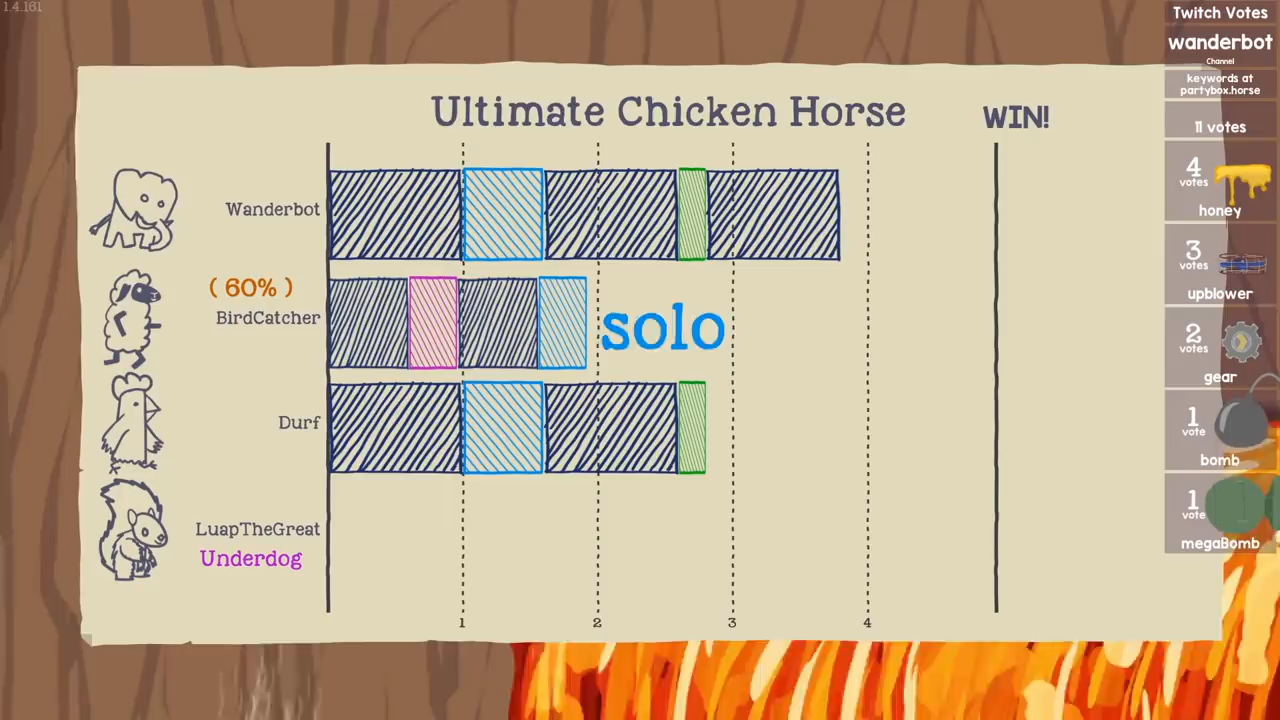 1.4.161
Ultimate Chicken Horse
WIN!
Wanderbot
( 60% )
BirdCatcher
solo
Durf
LuapTheGreat
Underdog
1 2 3 4
Twitch Votes
wanderbot
Channel
keywords at
partybox.horse
11 votes
4
votes
honey
3
votes
upblower
2
votes
gear
1
vote
bomb
1
vote
megaBomb